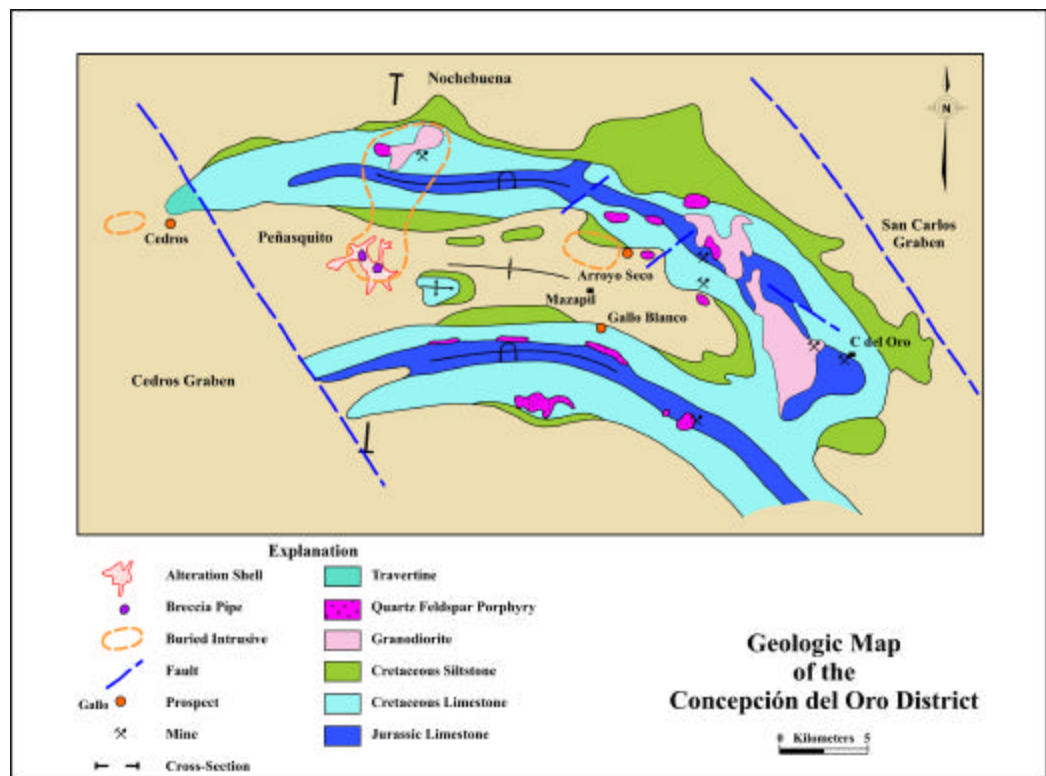 Nochebuena
N
San Carlos
Graben
Cedros
Peñasquito
Arroyo Seco
Mazapil
Gallo Blanco
C del Oro
Cedros Graben
Explanation
Alteration Shell
Breccia Pipe
Buried Intrusive
Fault
Gallo
Prospect
Mine
Cross-Section
Travertine
Quartz Feldspar Porphyry
Granodiorite
Cretaceous Siltstone
Cretaceous Limestone
Jurassic Limestone
Geologic Map
of the
Concepción del Oro District
0 Kilometers 5